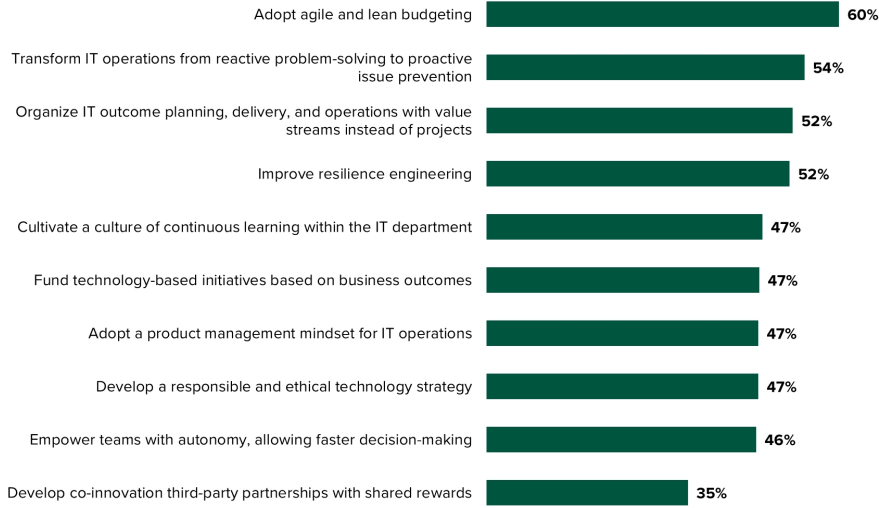 Adopt agile and lean budgeting 60%
Transform IT operations from reactive problem-solving to proactive
issue prevention 54%
Organize IT outcome planning, delivery, and operations with value
streams instead of projects 52%
Improve resilience engineering 52%
Cultivate a culture of continuous learning within the IT department 47%
Fund technology-based initiatives based on business outcomes 47%
Adopt a product management mindset for IT operations 47%
Develop a responsible and ethical technology strategy 47%
Empower teams with autonomy, allowing faster decision-making 46%
Develop co-innovation third-party partnerships with shared rewards 35%